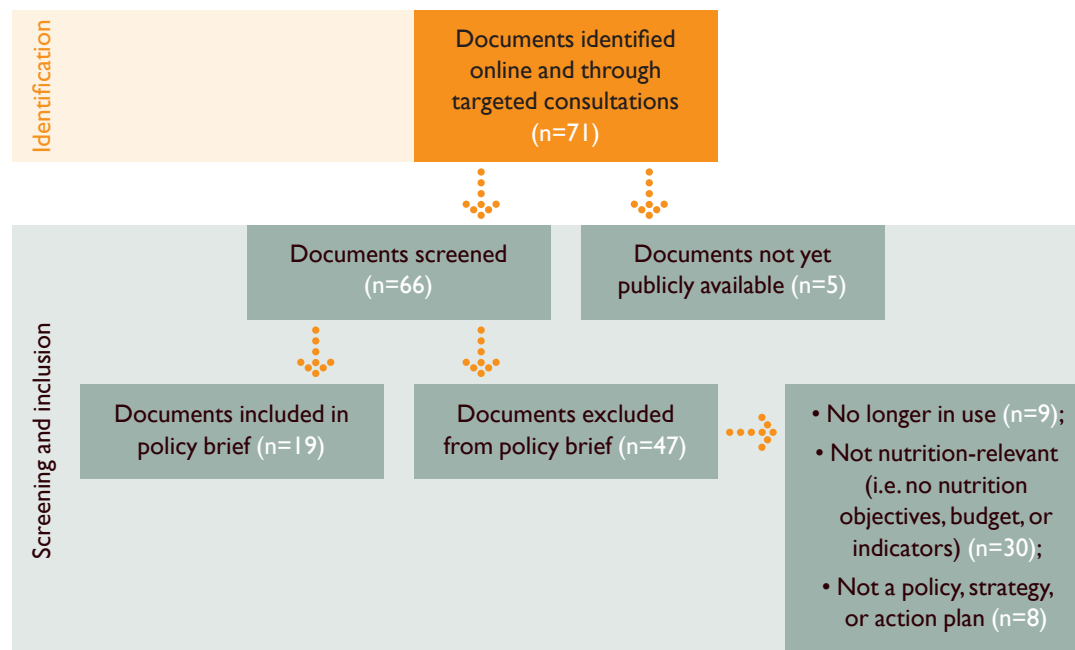 Identification
Documents identified
online and through
targeted consultations
(n=71)
Screening and inclusion
Documents screened
(n=66)
Documents not yet
publicly available (n=5)
Documents included in
policy brief (n=19)
Documents excluded
from policy brief (n=47)
• No longer in use (n=9);
• Not nutrition-relevant
(i.e. no nutrition
objectives, budget, or
indicators) (n=30);
• Not a policy, strategy,
or action plan (n=8)